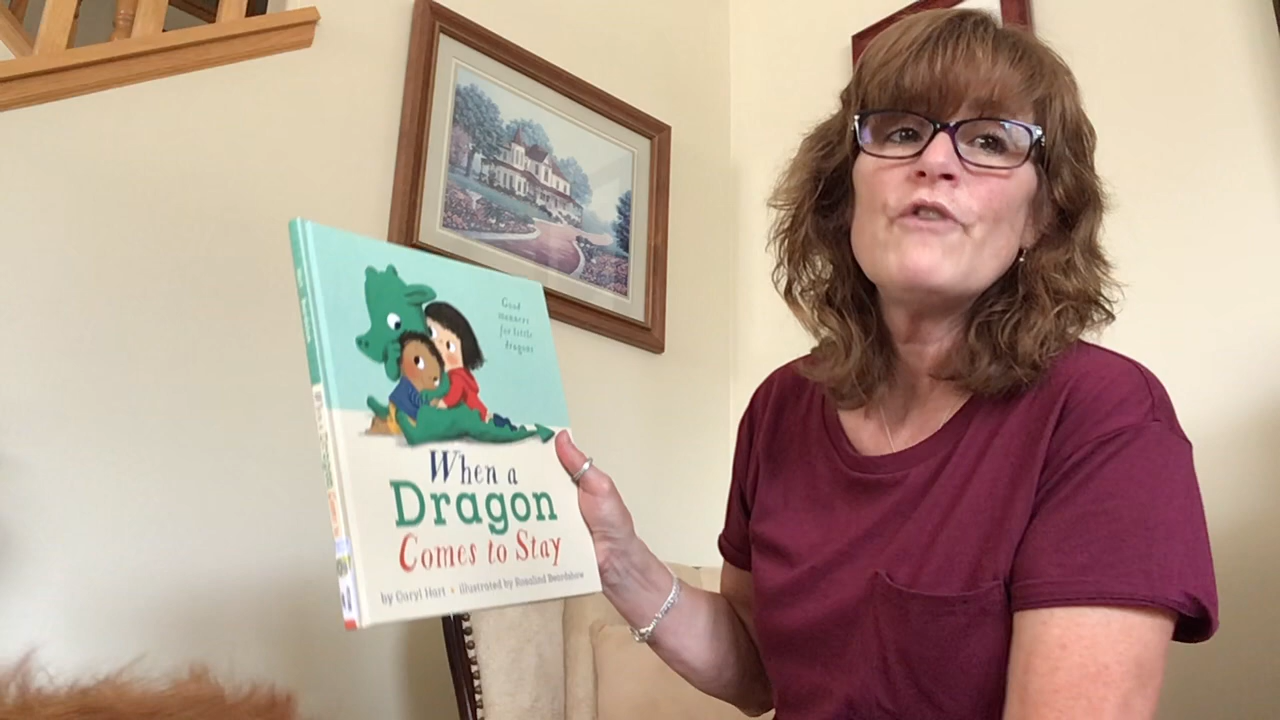 Good
manners
for little
dragons
When a
Dragon
Comes to Stay
by Caryl Hart • illustrated by Rosalind Beardshaw